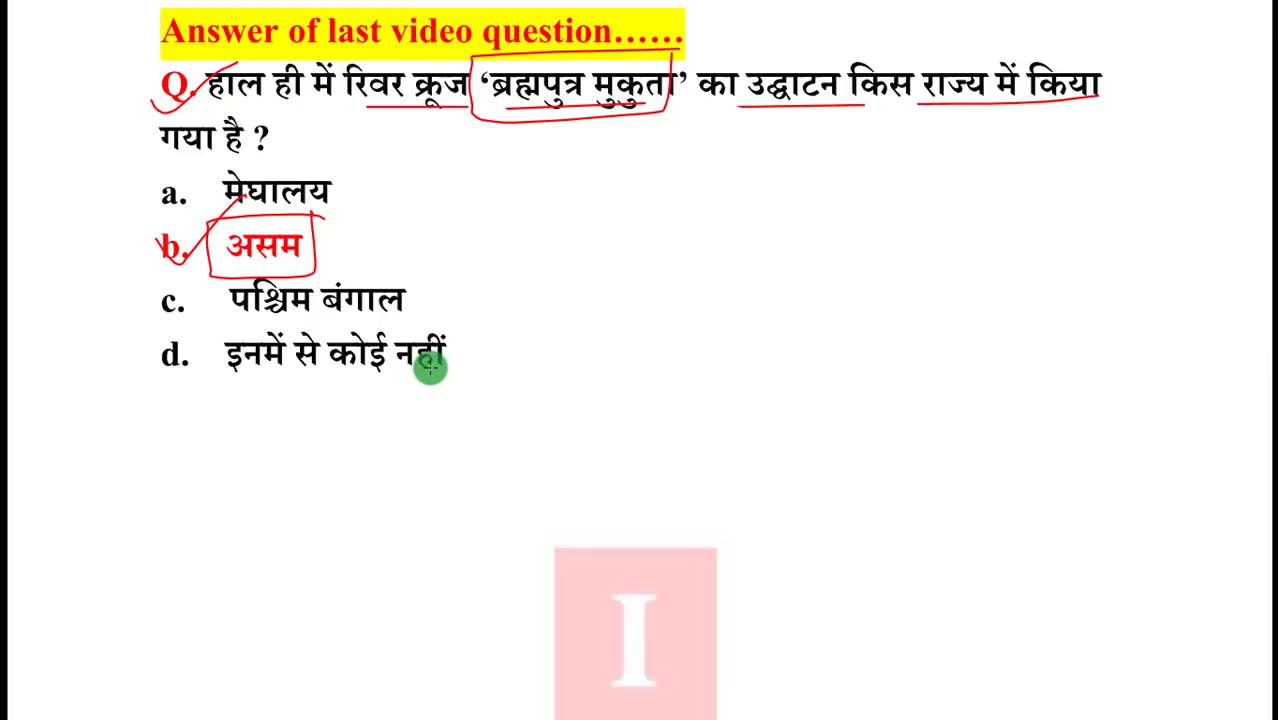 Answer of last video question……
Q. हाल ही में रिवर क्रूज ‘ब्रह्मपुत्र मुकुता’ का उद्घाटन किस राज्य में किया
गया है ?
a. मेघालय
b. असम
c. पश्चिम बंगाल
d. इनमें से कोई नहीं
I